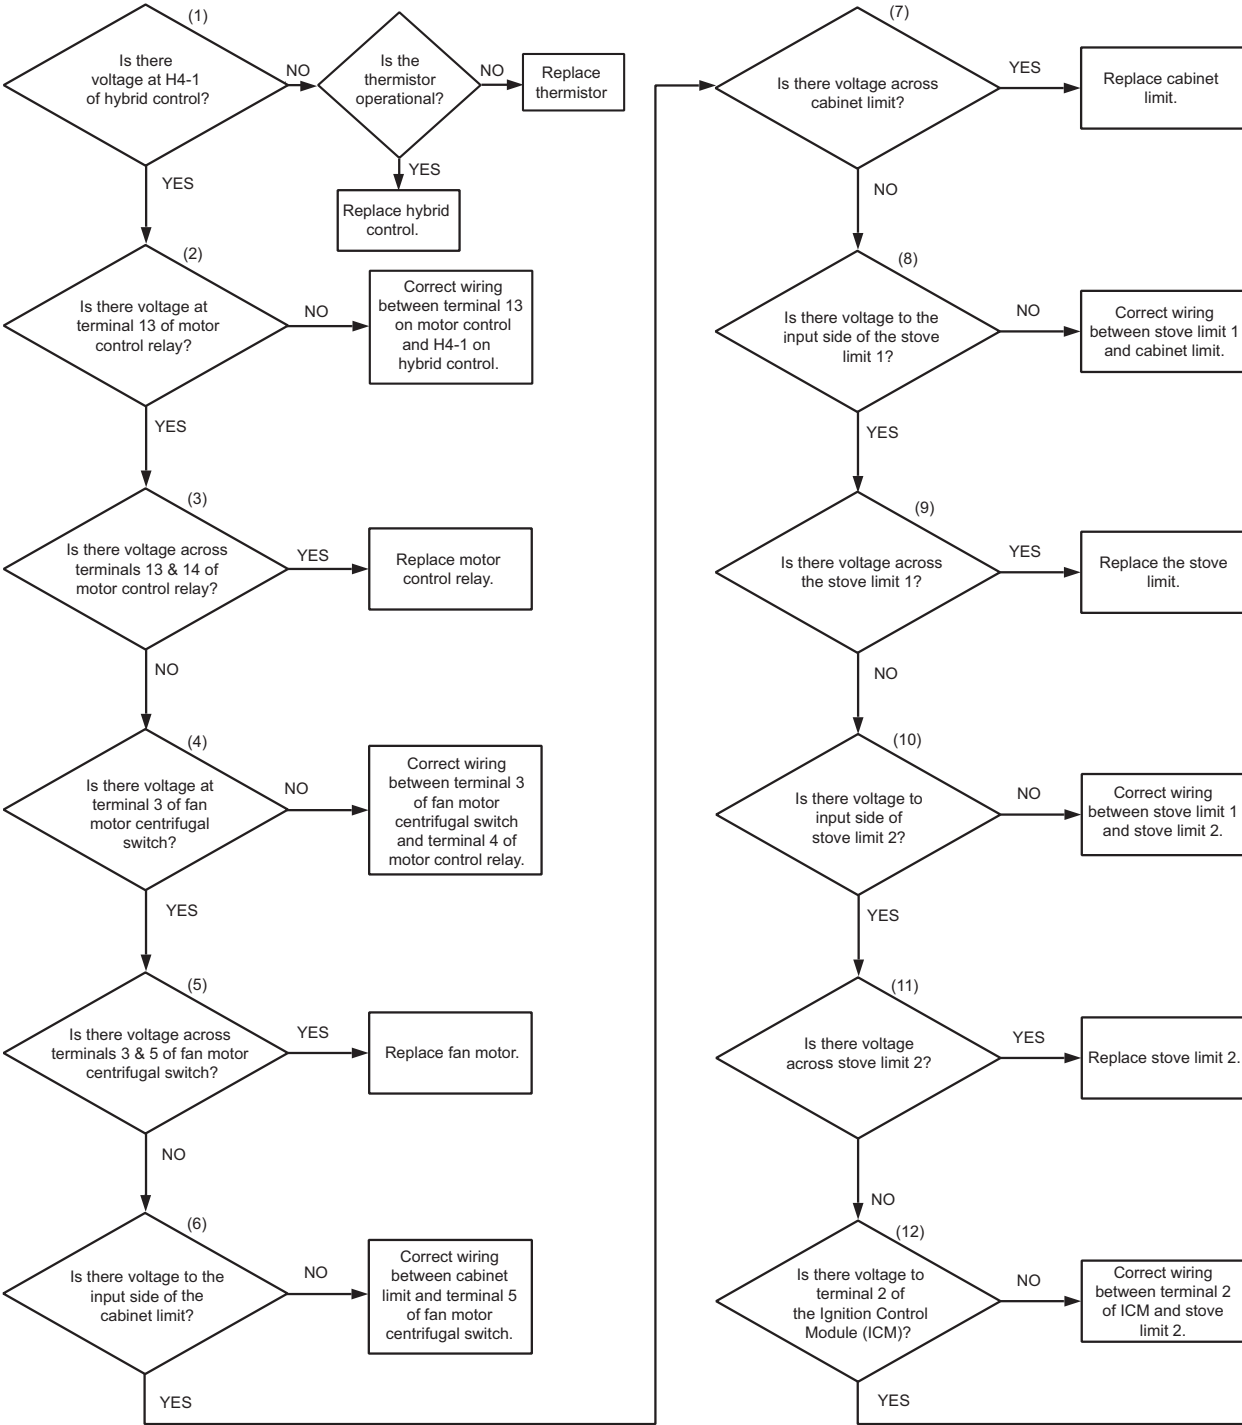 (1)
Is there
voltage at H4-1
of hybrid control?
NO
Is the
thermistor
operational?
NO
Replace
thermistor
YES
Replace hybrid
control.
YES
(2)
Is there voltage at
terminal 13 of motor
control relay?
NO
Correct wiring
between terminal 13
on motor control
and H4-1 on
hybrid control.
YES
(3)
Is there voltage across
terminals 13 & 14 of
motor control relay?
YES
Replace motor
control relay.
NO
(4)
Is there voltage at
terminal 3 of fan
motor centrifugal
switch?
NO
Correct wiring
between terminal 3
of fan motor
centrifugal switch
and terminal 4 of
motor control relay.
YES
(5)
Is there voltage across
terminals 3 & 5 of fan motor
centrifugal switch?
YES
Replace fan motor.
NO
(6)
Is there voltage to the
input side of the
cabinet limit?
NO
Correct wiring
between cabinet
limit and terminal 5
of fan motor
centrifugal switch.
YES
(7)
Is there voltage across
cabinet limit?
YES
Replace cabinet
limit.
NO
(8)
Is there voltage to the
input side of the stove
limit 1?
NO
Correct wiring
between stove limit 1
and cabinet limit.
YES
(9)
Is there voltage across
the stove limit 1?
YES
Replace the stove
limit.
NO
(10)
Is there voltage to
input side of
stove limit 2?
NO
Correct wiring
between stove limit 1
and stove limit 2.
YES
(11)
Is there voltage
across stove limit 2?
YES
Replace stove limit 2.
NO
(12)
Is there voltage to
terminal 2 of
the Ignition Control
Module (ICM)?
NO
Correct wiring
between terminal 2
of ICM and stove
limit 2.
YES